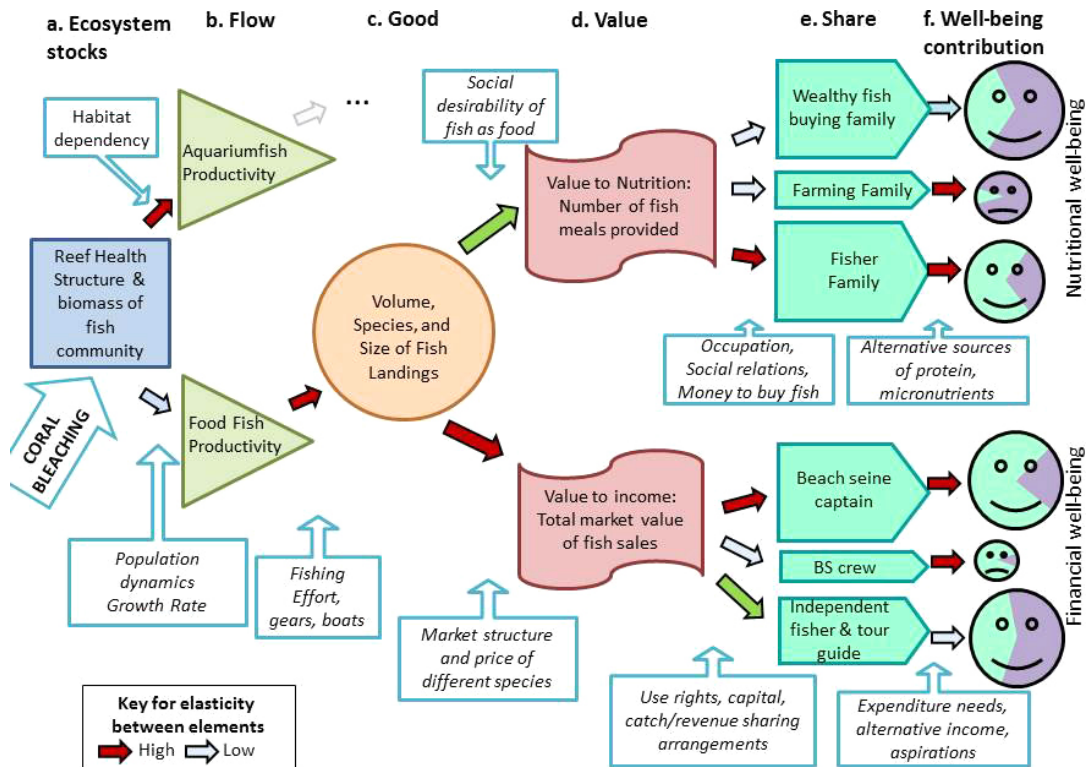 a. Ecosystem
stocks
b. Flow
c. Good
d. Value
e. Share
f. Well-being
contribution
Habitat
dependency
Aquariumfish
Productivity
...
Social
desirability of
fish as food
Value to Nutrition:
Number of fish
meals provided
Wealthy fish
buying family
Farming Family
Fisher
Family
Nutritional well-being
Reef Health
Structure &
biomass of
fish
community
Volume,
Species, and
Size of Fish
Landings
Occupation,
Social relations,
Money to buy fish
Alternative sources
of protein,
micronutrients
CORAL
BLEACHING
Food Fish
Productivity
Value to income:
Total market value
of fish sales
Beach seine
captain
BS crew
Independent
fisher & tour
guide
Financial well-being
Population
dynamics
Growth Rate
Fishing
Effort,
gears, boats
Market structure
and price of
different species
Use rights, capital,
catch/revenue sharing
arrangements
Expenditure needs,
alternative income,
aspirations
Key for elasticity
between elements
High
Low